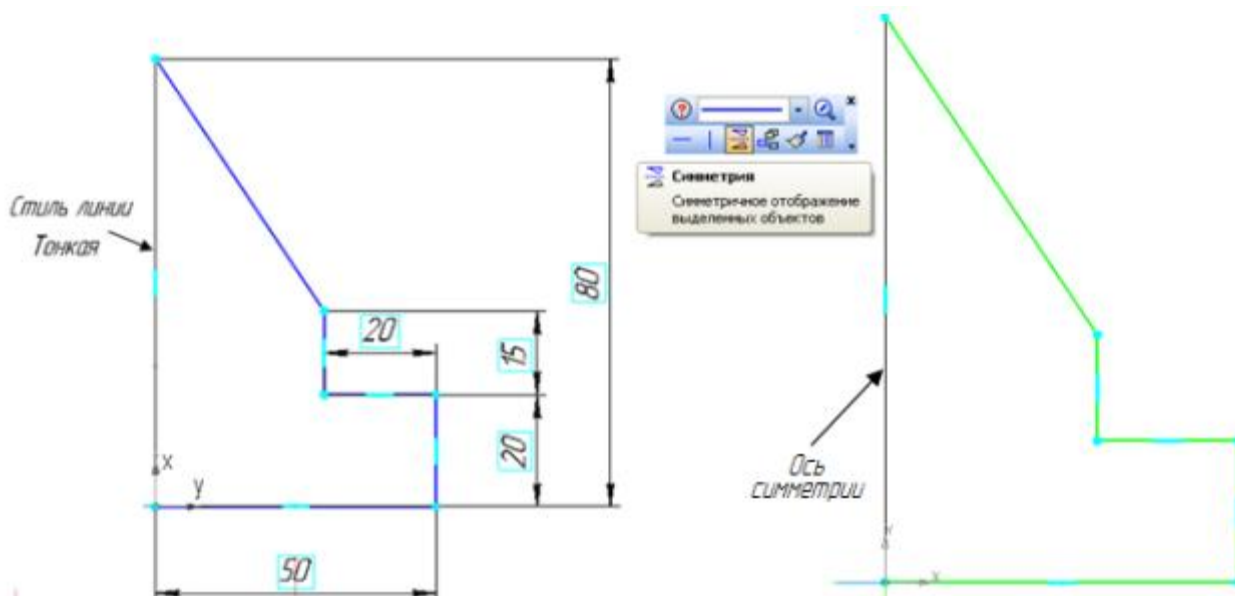 Стиль линии
Тонкая
20
15
80
20
x
y
50
Симметрия
Симметричное отображение
выделенных объектов
Ось
симметрии
x